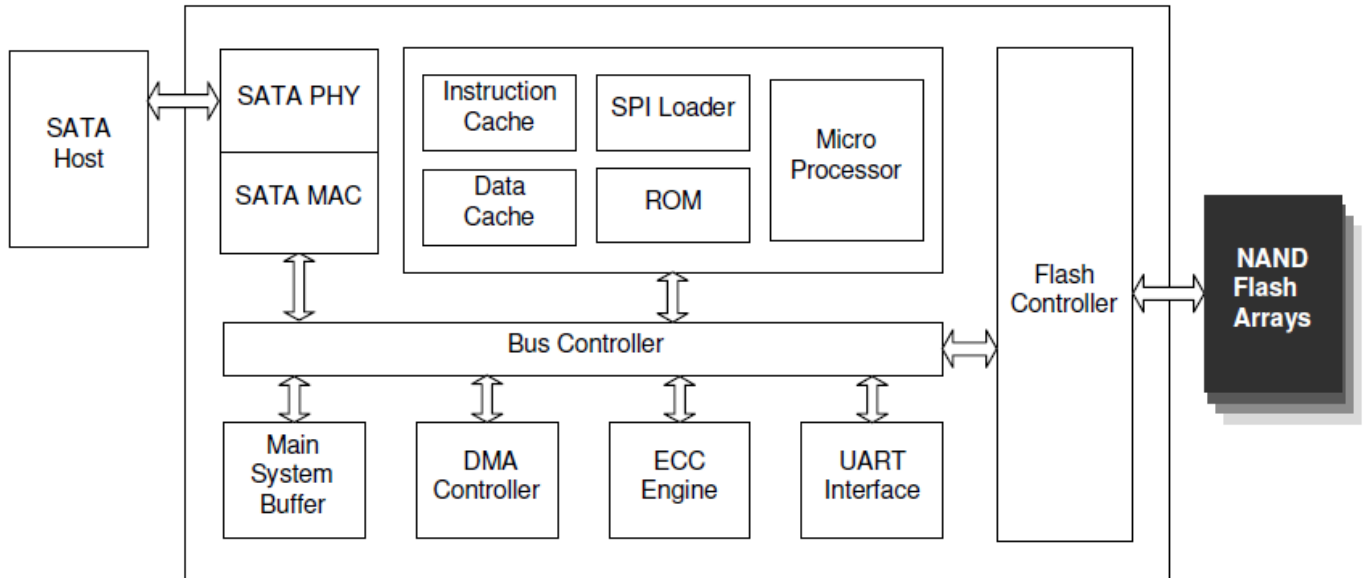 SATA
Host
SATA PHY
SATA MAC
Instruction
Cache
Data
Cache
SPI Loader
ROM
Micro
Processor
Bus Controller
Main
System
Buffer
DMA
Controller
ECC
Engine
UART
Interface
Flash
Controller
NAND
Flash
Arrays